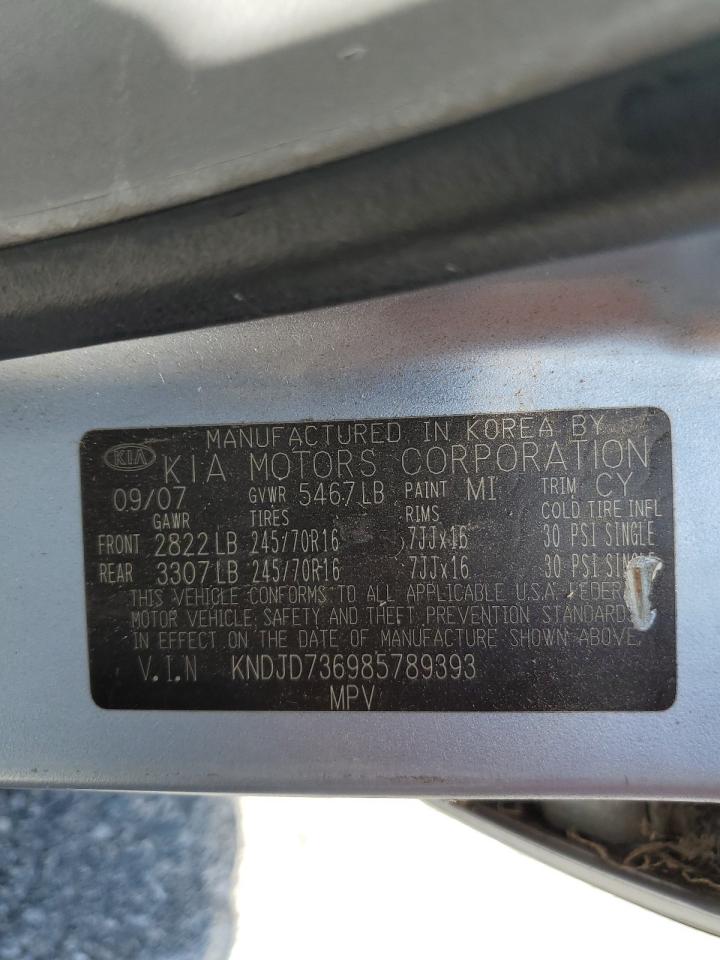 MANUFACTURED IN KOREA BY
KIA KIA MOTORS CORPORATION
09/07 GVWR 5467LB PAINT MI TRIM CY
GAWR TIRES RIMS COLD TIRE INFL
FRONT 2822LB 245/70R16 7JJx16 30 PSI SINGLE
REAR 3307LB 245/70R16 7JJx16 30 PSI
THIS VEHICLE CONFORMS TO ALL APPLICABLE U.S.A.
MOTOR VEHICLE, SAFETY AND THEFT PREVENTION STANDARDS
IN EFFECT ON THE DATE OF MANUFACTURE SHOWN ABOVE.
V.I.N KNDJD736985789393
MPV